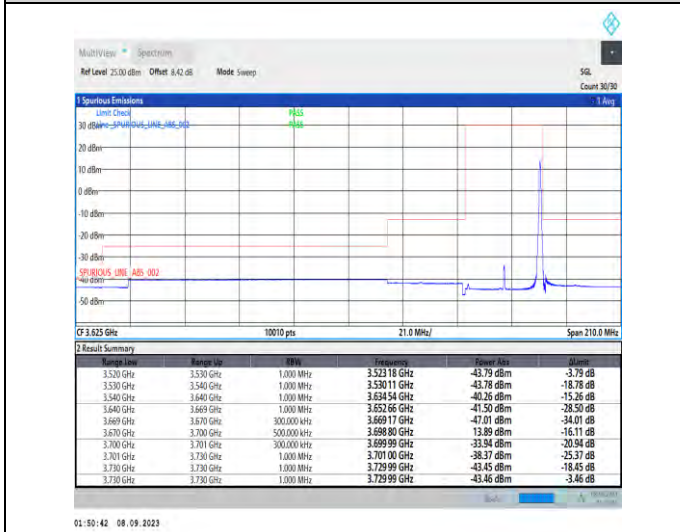 MultiView Spectrum
Ref Level 25.00 dBm Offset 8.42 dB Mode Sweep SGL
Count 30/30
1 Spurious Emissions 1 Avg
Limit Check PASS
30 dBm Line _SPURIOUS_LINE_ABS_002 PASS
20 dBm
10 dBm
0 dBm
-10 dBm
-20 dBm
-30 dBm
SPURIOUS_LINE_ABS_002
-40 dBm
-50 dBm
CF 3.625 GHz 10010 pts 21.0 MHz/ Span 210.0 MHz
2 Result Summary
Range Low Range Up RBW Frequency Power Abs ΔLimit
3.520 GHz 3.530 GHz 1.000 MHz 3.523 18 GHz -43.79 dBm -3.79 dB
3.530 GHz 3.540 GHz 1.000 MHz 3.530 11 GHz -43.78 dBm -18.78 dB
3.540 GHz 3.640 GHz 1.000 MHz 3.634 54 GHz -40.26 dBm -15.26 dB
3.640 GHz 3.669 GHz 1.000 MHz 3.652 66 GHz -41.50 dBm -28.50 dB
3.669 GHz 3.670 GHz 300.000 kHz 3.669 17 GHz -47.01 dBm -34.01 dB
3.670 GHz 3.700 GHz 500.000 kHz 3.698 80 GHz 13.89 dBm -16.11 dB
3.700 GHz 3.701 GHz 300.000 kHz 3.699 99 GHz -33.94 dBm -20.94 dB
3.701 GHz 3.730 GHz 1.000 MHz 3.701 00 GHz -38.37 dBm -25.37 dB
3.730 GHz 3.730 GHz 1.000 MHz 3.729 99 GHz -43.45 dBm -18.45 dB
3.730 GHz 3.730 GHz 1.000 MHz 3.729 99 GHz -43.46 dBm -3.46 dB
01:50:42 08.09.2023